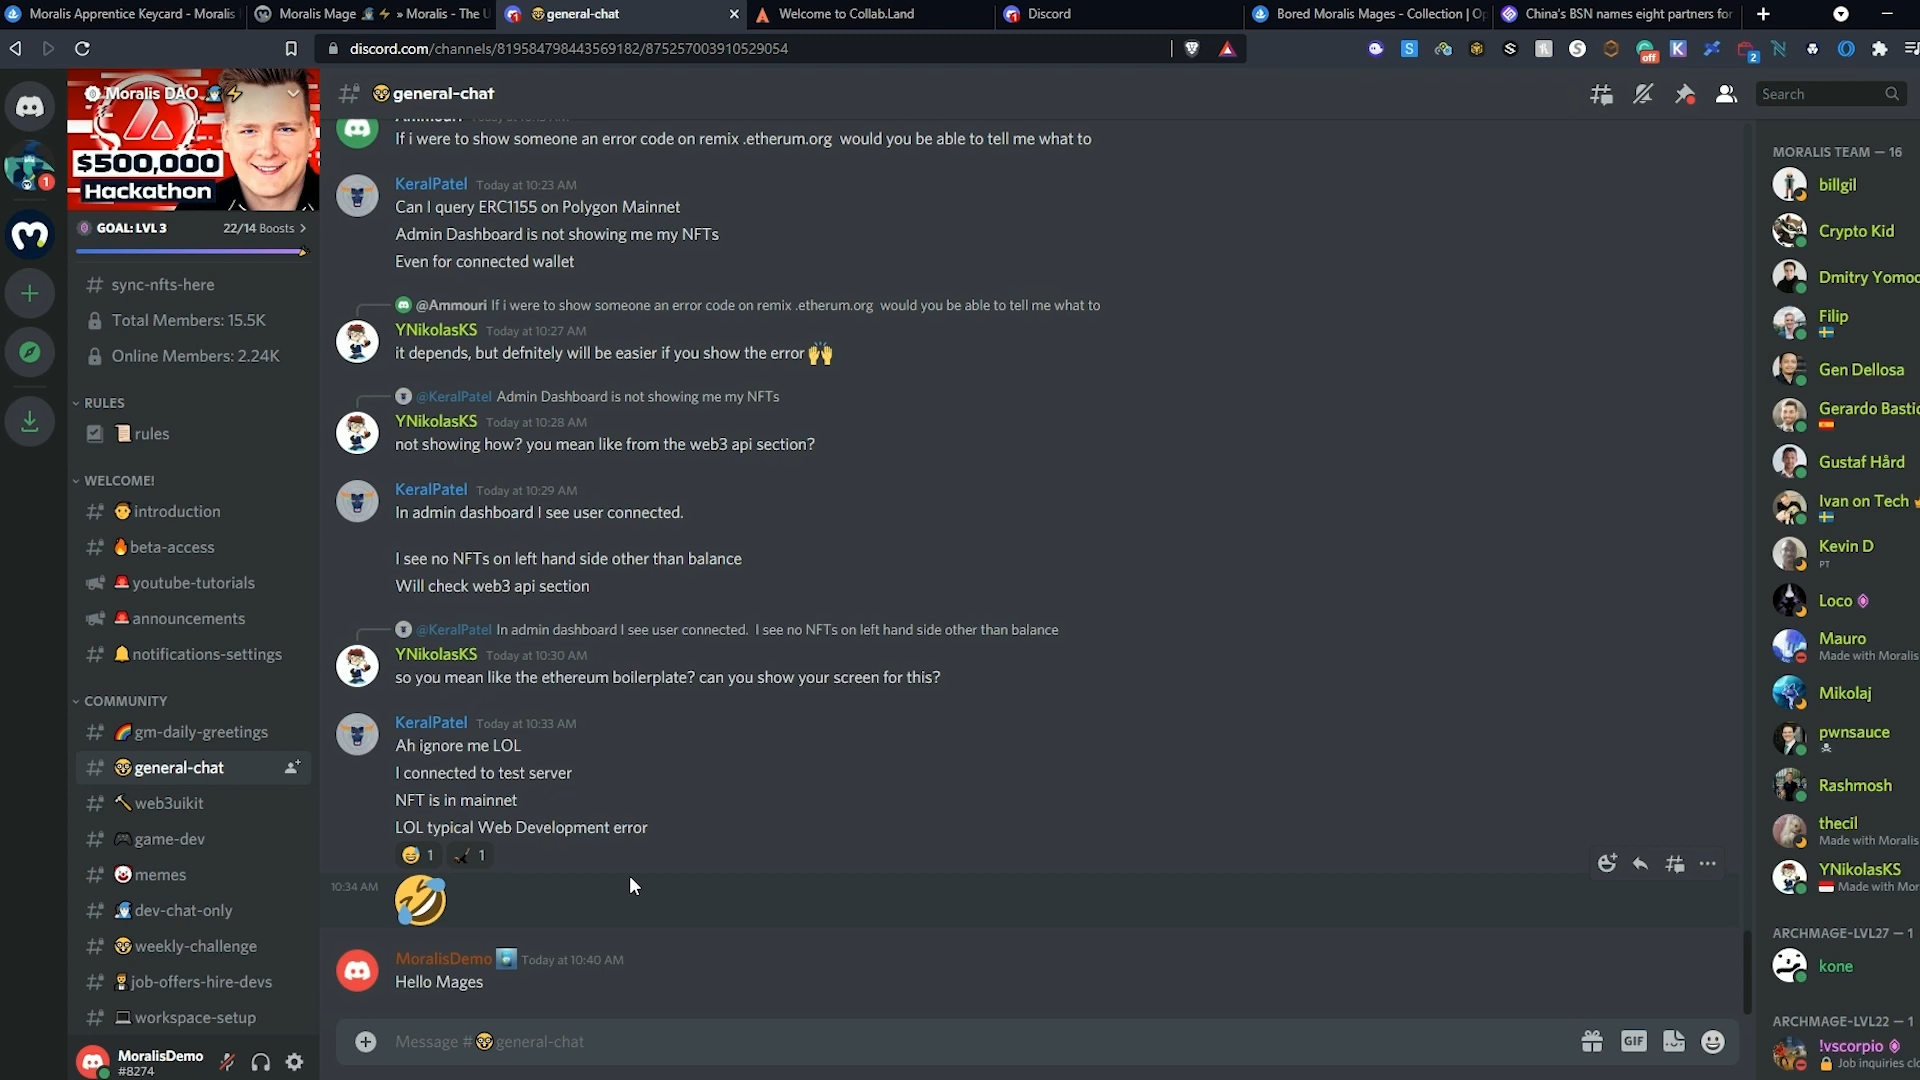 Moralis Apprentice Keycard - Moralis
Moralis Mage » Moralis - The U
general-chat
Welcome to Collab.Land
Discord
Bored Moralis Mages - Collection | Op
China's BSN names eight partners for
discord.com/channels/819584798443569182/875257003910529054
off
2
Moralis DAO
$500,000
Hackathon
GOAL: LVL 3
22/14 Boosts
1
sync-nfts-here
Total Members: 15.5K
Online Members: 2.24K
RULES
rules
WELCOME!
introduction
beta-access
youtube-tutorials
announcements
notifications-settings
COMMUNITY
gm-daily-greetings
general-chat
web3uikit
game-dev
memes
dev-chat-only
weekly-challenge
job-offers-hire-devs
workspace-setup
MoralisDemo
#8274
general-chat
Search
If i were to show someone an error code on remix .etherum.org would you be able to tell me what to
KeralPatel Today at 10:23 AM
Can I query ERC1155 on Polygon Mainnet
Admin Dashboard is not showing me my NFTs
Even for connected wallet
@Ammouri If i were to show someone an error code on remix .etherum.org would you be able to tell me what to
YNikolasKS Today at 10:27 AM
it depends, but defnitely will be easier if you show the error
@KeralPatel Admin Dashboard is not showing me my NFTs
YNikolasKS Today at 10:28 AM
not showing how? you mean like from the web3 api section?
KeralPatel Today at 10:29 AM
In admin dashboard I see user connected.
I see no NFTs on left hand side other than balance
Will check web3 api section
@KeralPatel In admin dashboard I see user connected. I see no NFTs on left hand side other than balance
YNikolasKS Today at 10:30 AM
so you mean like the ethereum boilerplate? can you show your screen for this?
KeralPatel Today at 10:33 AM
Ah ignore me LOL
I connected to test server
NFT is in mainnet
LOL typical Web Development error
1
1
10:34 AM
MoralisDemo Today at 10:40 AM
Hello Mages
Message # general-chat
GIF
MORALIS TEAM — 16
billgil
Crypto Kid
Dmitry Yomoc
Filip
Gen Dellosa
Gerardo Bastic
Gustaf Hård
Ivan on Tech
Kevin D
PT
Loco
Mauro
Made with Moralis
Mikolaj
pwnsauce
Rashmosh
thecil
Made with Moralis
YNikolasKS
Made with Mor
ARCHMAGE-LVL27 — 1
kone
ARCHMAGE-LVL22 — 1
!vscorpio
Job inquiries clo